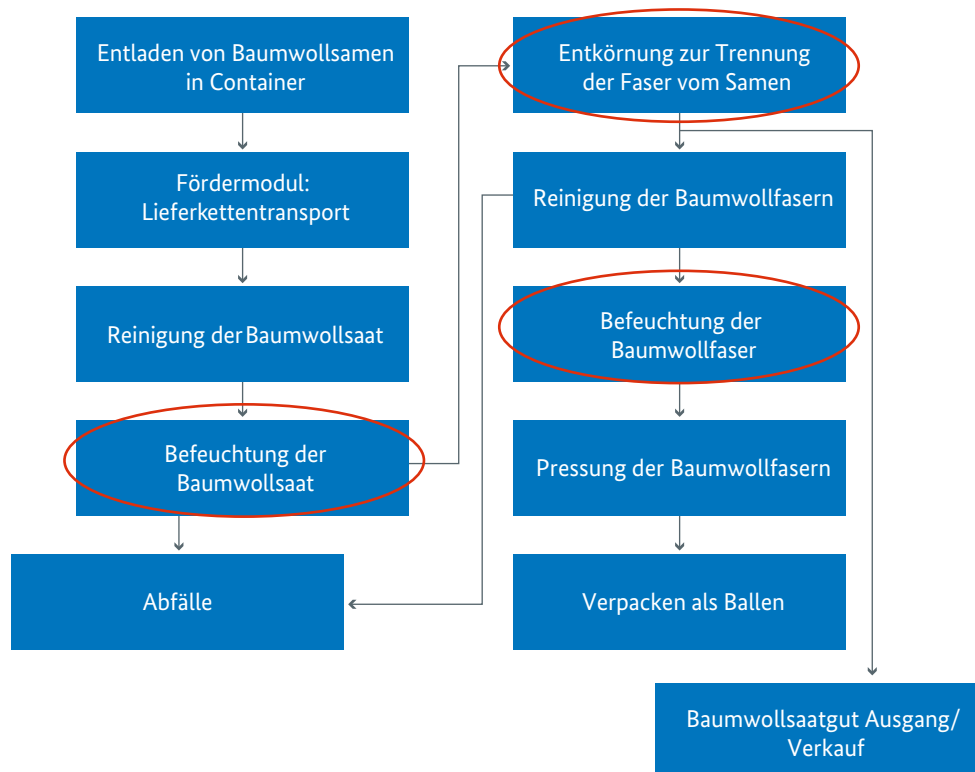 Entladen von Baumwollsamen
in Container
Fördermodul:
Lieferkettentransport
Reinigung der Baumwollsaat
Befeuchtung der
Baumwollsaat
Abfälle
Entkörnung zur Trennung
der Faser vom Samen
Reinigung der Baumwollfasern
Befeuchtung der
Baumwollfaser
Pressung der Baumwollfasern
Verpacken als Ballen
Baumwollsaatgut Ausgang/
Verkauf